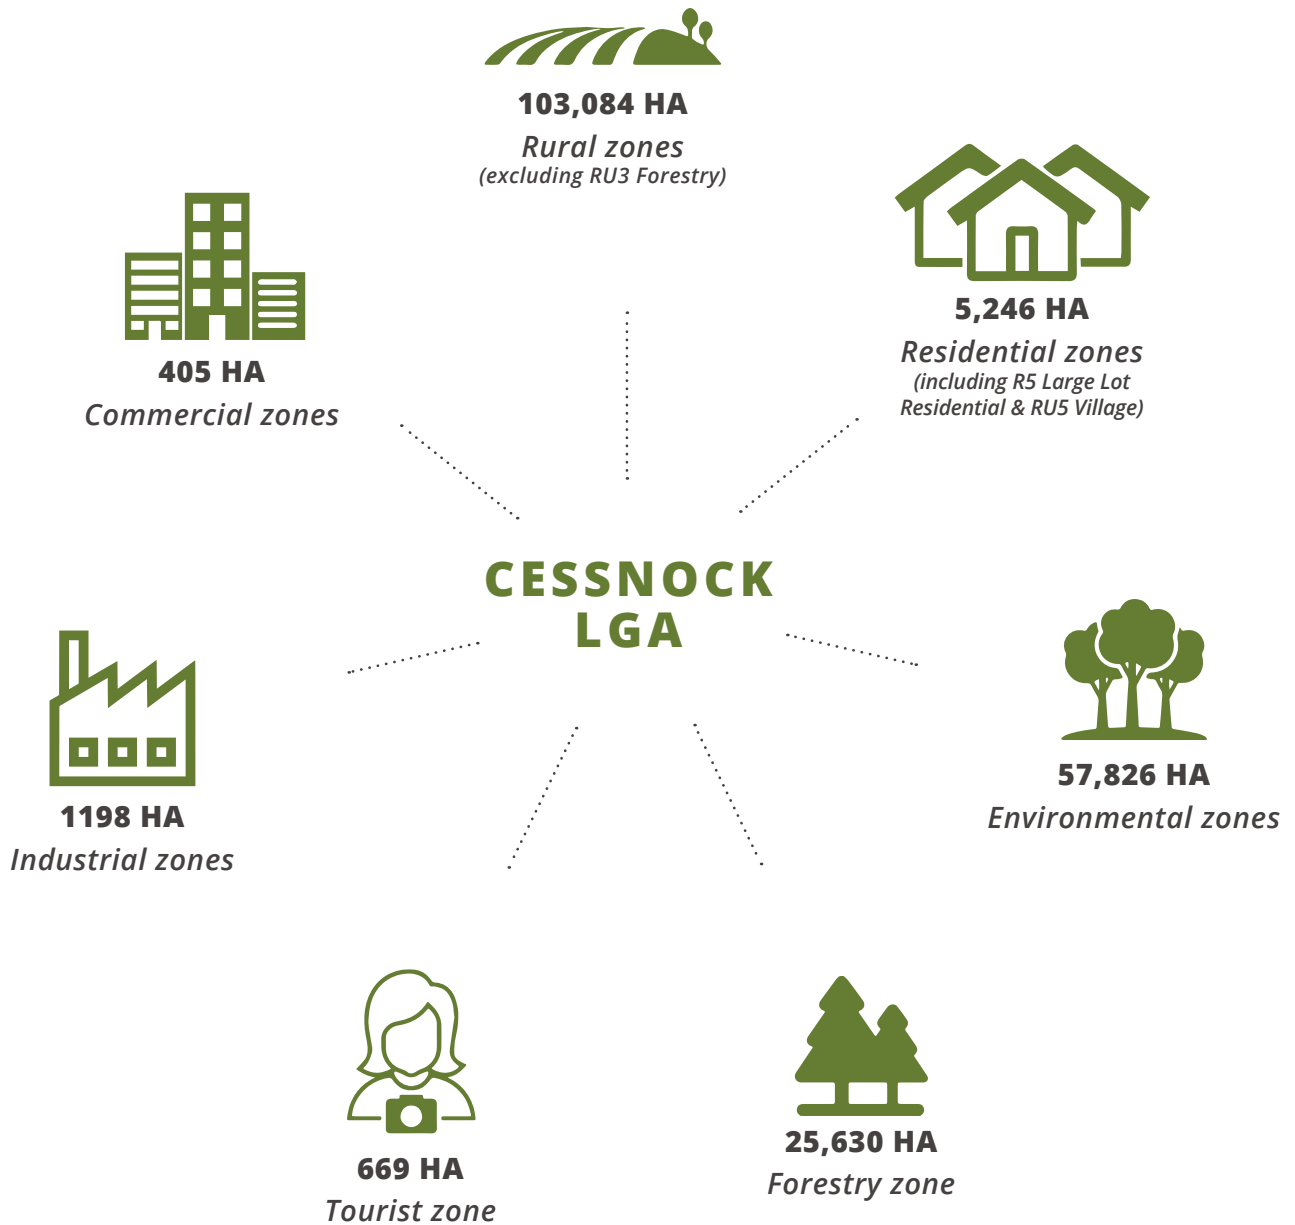 103,084 HA
Rural zones
(excluding RU3 Forestry)
5,246 HA
Residential zones
(including R5 Large Lot
Residential & RU5 Village)
405 HA
Commercial zones
CESSNOCK
LGA
57,826 HA
Environmental zones
1198 HA
Industrial zones
25,630 HA
Forestry zone
669 HA
Tourist zone